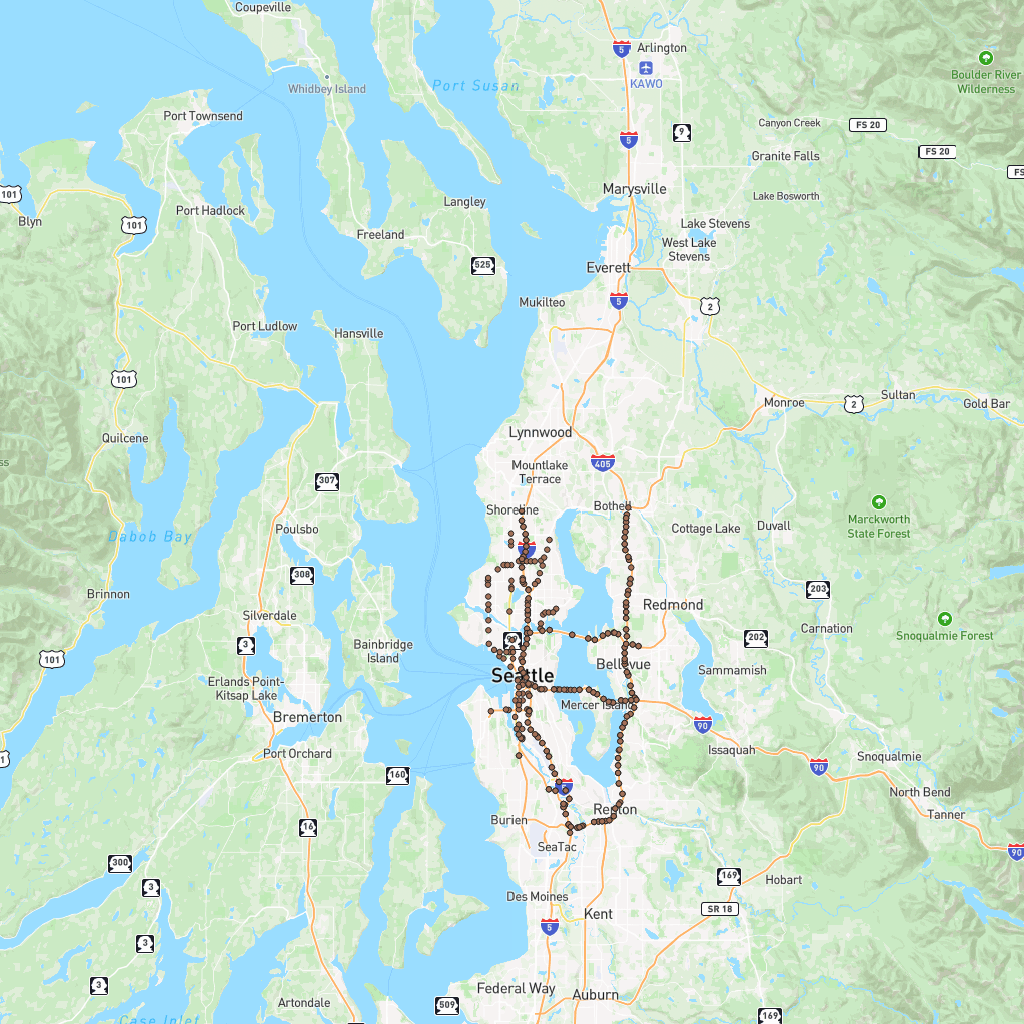 Coupeville
5
Arlington
KAWO
Whidbey Island
Port Susan
Boulder River
Wilderness
Port Townsend
Canyon Creek
FS 20
5
9
FS 20
Granite Falls
FS
101
Marysville
Lake Bosworth
Blyn
101
Port Hadlock
Langley
Lake Stevens
Freeland
West Lake
Stevens
525
Everett
Mukilteo
5
2
Port Ludlow
Hansville
101
Sultan
Monroe
2
Gold Bar
Quilcene
Lynnwood
Mountlake
Terrace
405
307
Shoreline
Bothell
Marckworth
State Forest
Poulsbo
Cottage Lake
Duvall
Dabob Bay
308
Brinnon
203
Silverdale
Redmond
Snoqualmie Forest
Carnation
202
Bainbridge
Island
101
3
Seattle
Bellevue
Sammamish
Erlands Point-
Kitsap Lake
Mercer Island
Bremerton
90
Issaquah
Port Orchard
Snoqualmie
160
90
5
North Bend
Renton
Tanner
Burien
16
SeaTac
90
300
169
Hobart
3
Des Moines
SR 18
Kent
5
3
3
Federal Way
Auburn
Artondale
509
169
Case Inlet